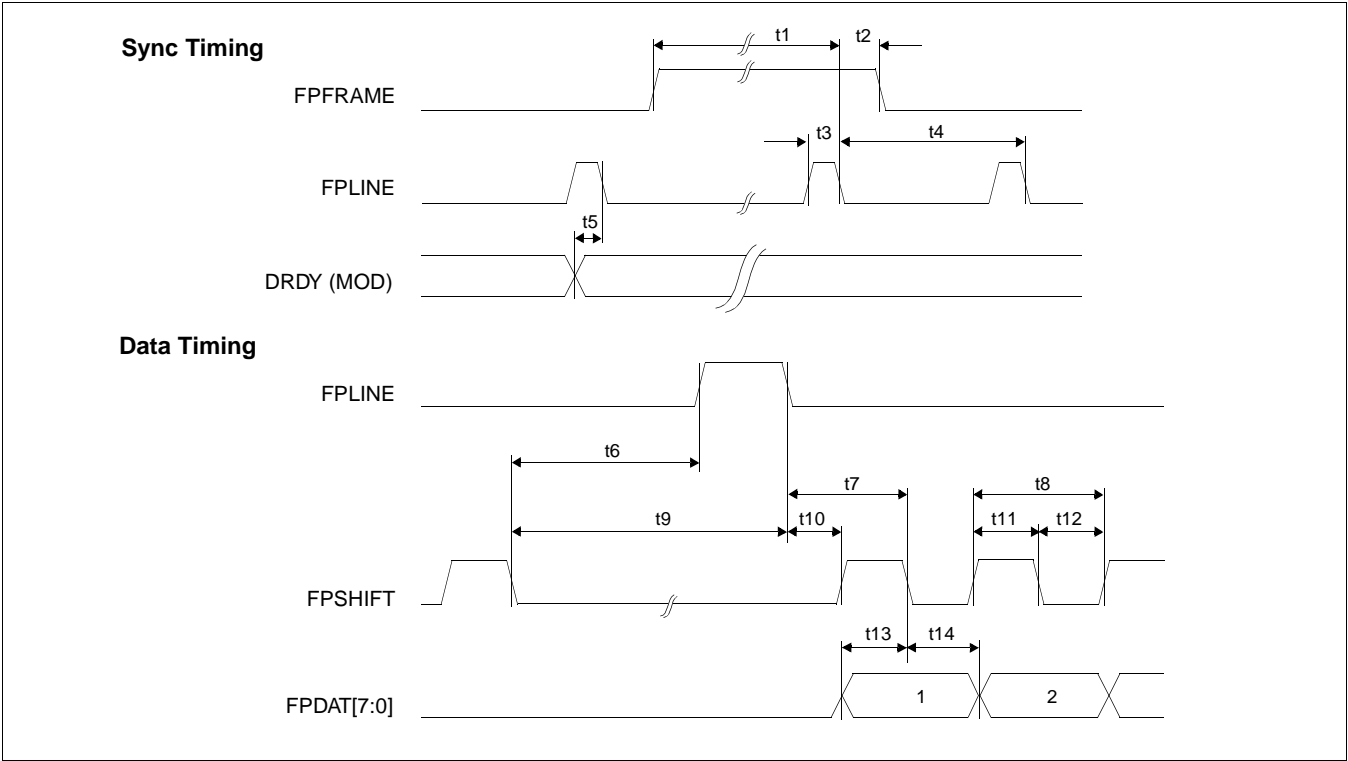 Sync Timing
t1
t2
FPFRAME
t3
t4
FPLINE
t5
DRDY (MOD)
Data Timing
FPLINE
t6
t7
t8
t9
t10
t11
t12
FPSHIFT
t13
t14
FPDAT[7:0]
1
2